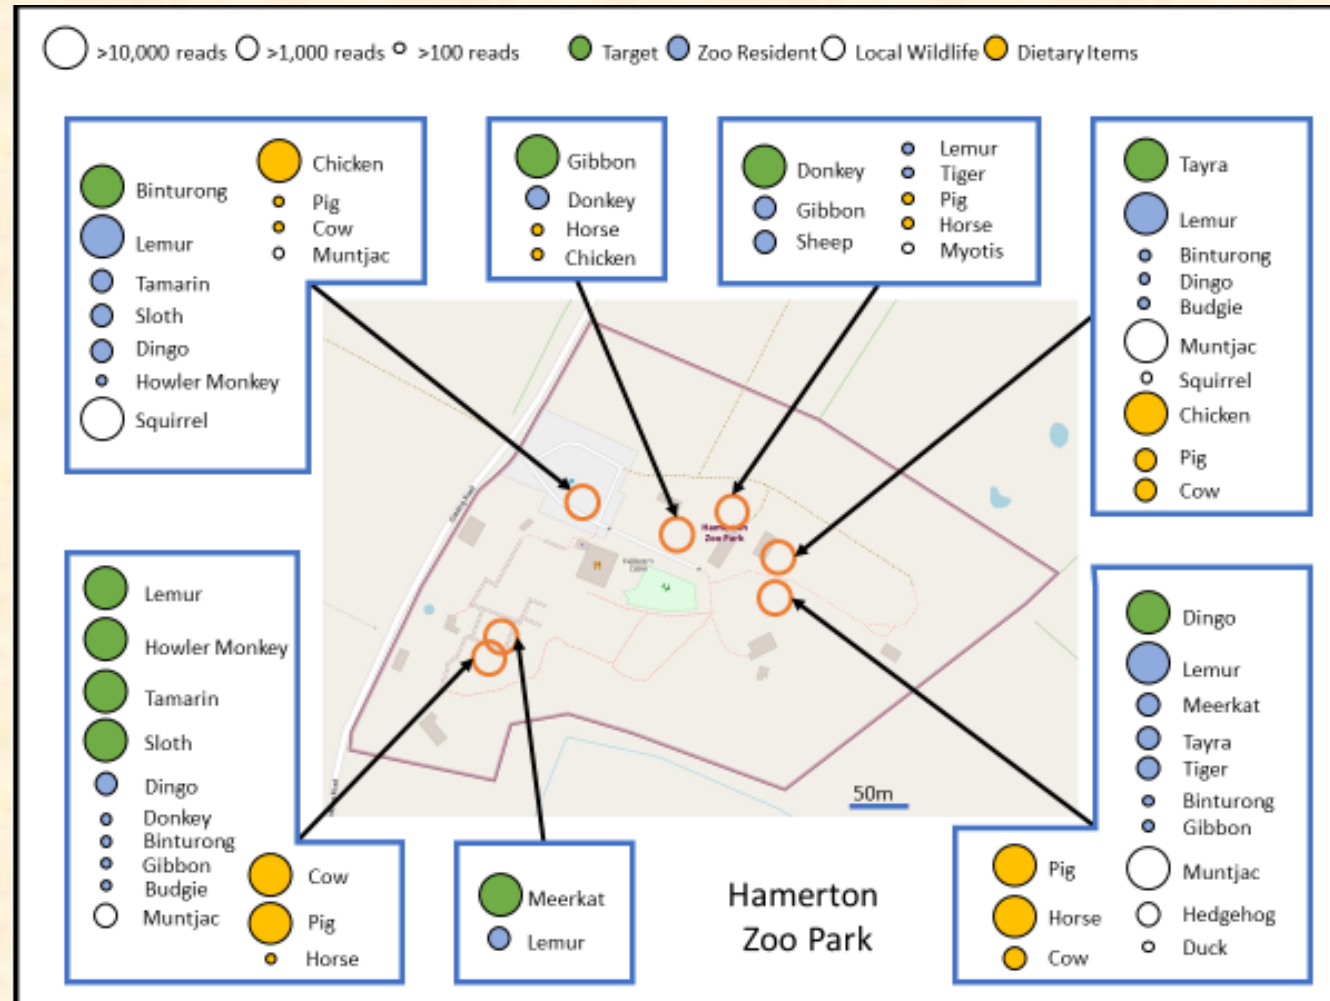 >10,000 reads >1,000 reads >100 reads Target Zoo Resident Local Wildlife Dietary Items
Binturong
Lemur
Tamarin
Sloth
Dingo
Howler Monkey
Squirrel
Chicken
Pig
Cow
Muntjac
Gibbon
Donkey
Horse
Chicken
Donkey
Gibbon
Sheep
Lemur
Tiger
Pig
Horse
Myotis
Tayra
Lemur
Binturong
Dingo
Budgie
Muntjac
Squirrel
Chicken
Pig
Cow
Hamerton
Zoo Park
50m
Lemur
Howler Monkey
Tamarin
Sloth
Dingo
Donkey
Binturong
Gibbon
Budgie
Muntjac
Cow
Pig
Horse
Meerkat
Lemur
Hamerton
Zoo Park
Dingo
Lemur
Meerkat
Tayra
Tiger
Binturong
Gibbon
Muntjac
Hedgehog
Duck
Pig
Horse
Cow